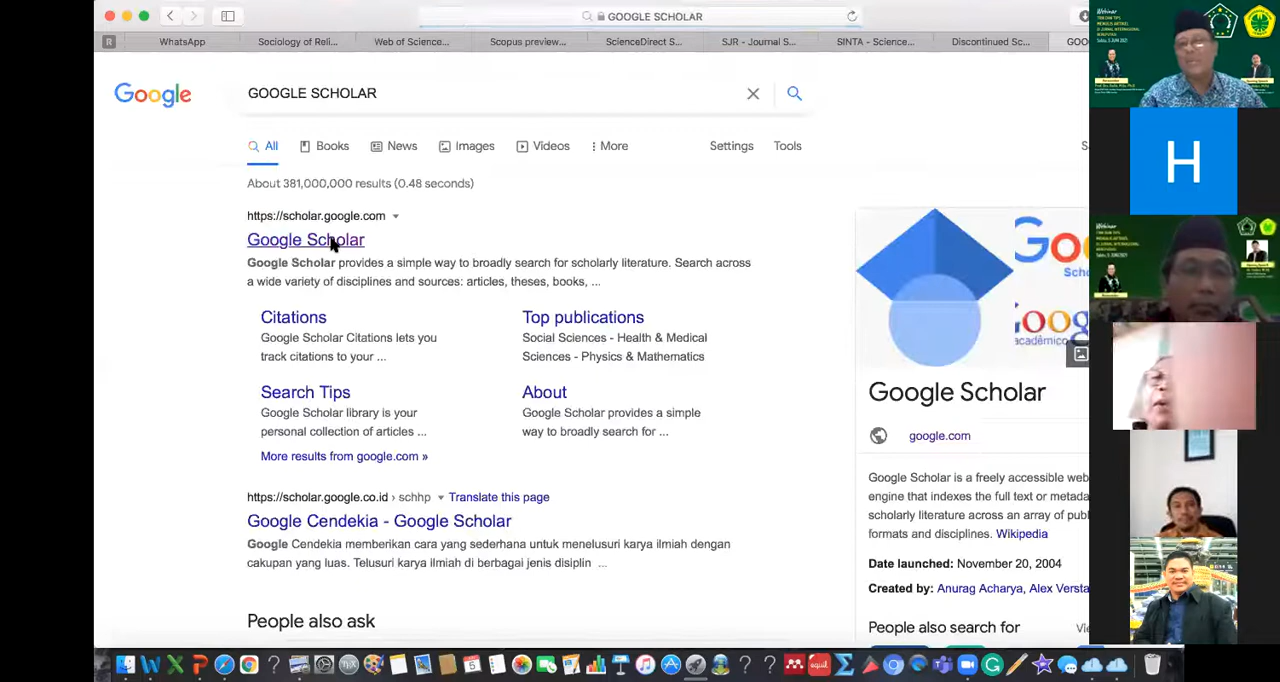 GOOGLE SCHOLAR
R
WhatsApp
Sociology of Reli...
Web of Science...
Scopus preview...
ScienceDirect S...
SJR - Journal S...
SINTA - Science...
Discontinued Sc...
GOO
Google
GOOGLE SCHOLAR
All
Books
News
Images
Videos
More
Settings
Tools
About 381,000,000 results (0.48 seconds)
https://scholar.google.com
Google Scholar
Google Scholar provides a simple way to broadly search for scholarly literature. Search across
a wide variety of disciplines and sources: articles, theses, books, ...
Citations
Google Scholar Citations lets you
track citations to your ...
Top publications
Social Sciences - Health & Medical
Sciences - Physics & Mathematics
Search Tips
Google Scholar library is your
personal collection of articles ...
About
Google Scholar provides a simple
way to broadly search for ...
More results from google.com »
https://scholar.google.co.id › schhp
Translate this page
Google Cendekia - Google Scholar
Google Cendekia memberikan cara yang sederhana untuk menelusuri karya ilmiah dengan
cakupan yang luas. Telusuri karya ilmiah di berbagai jenis disiplin ...
People also ask
Google Scholar
google.com
Google Scholar is a freely accessible web
engine that indexes the full text or metada
scholarly literature across an array of publ
formats and disciplines. Wikipedia
Date launched: November 20, 2004
Created by: Anurag Acharya, Alex Versta
People also search for
Webinar
H